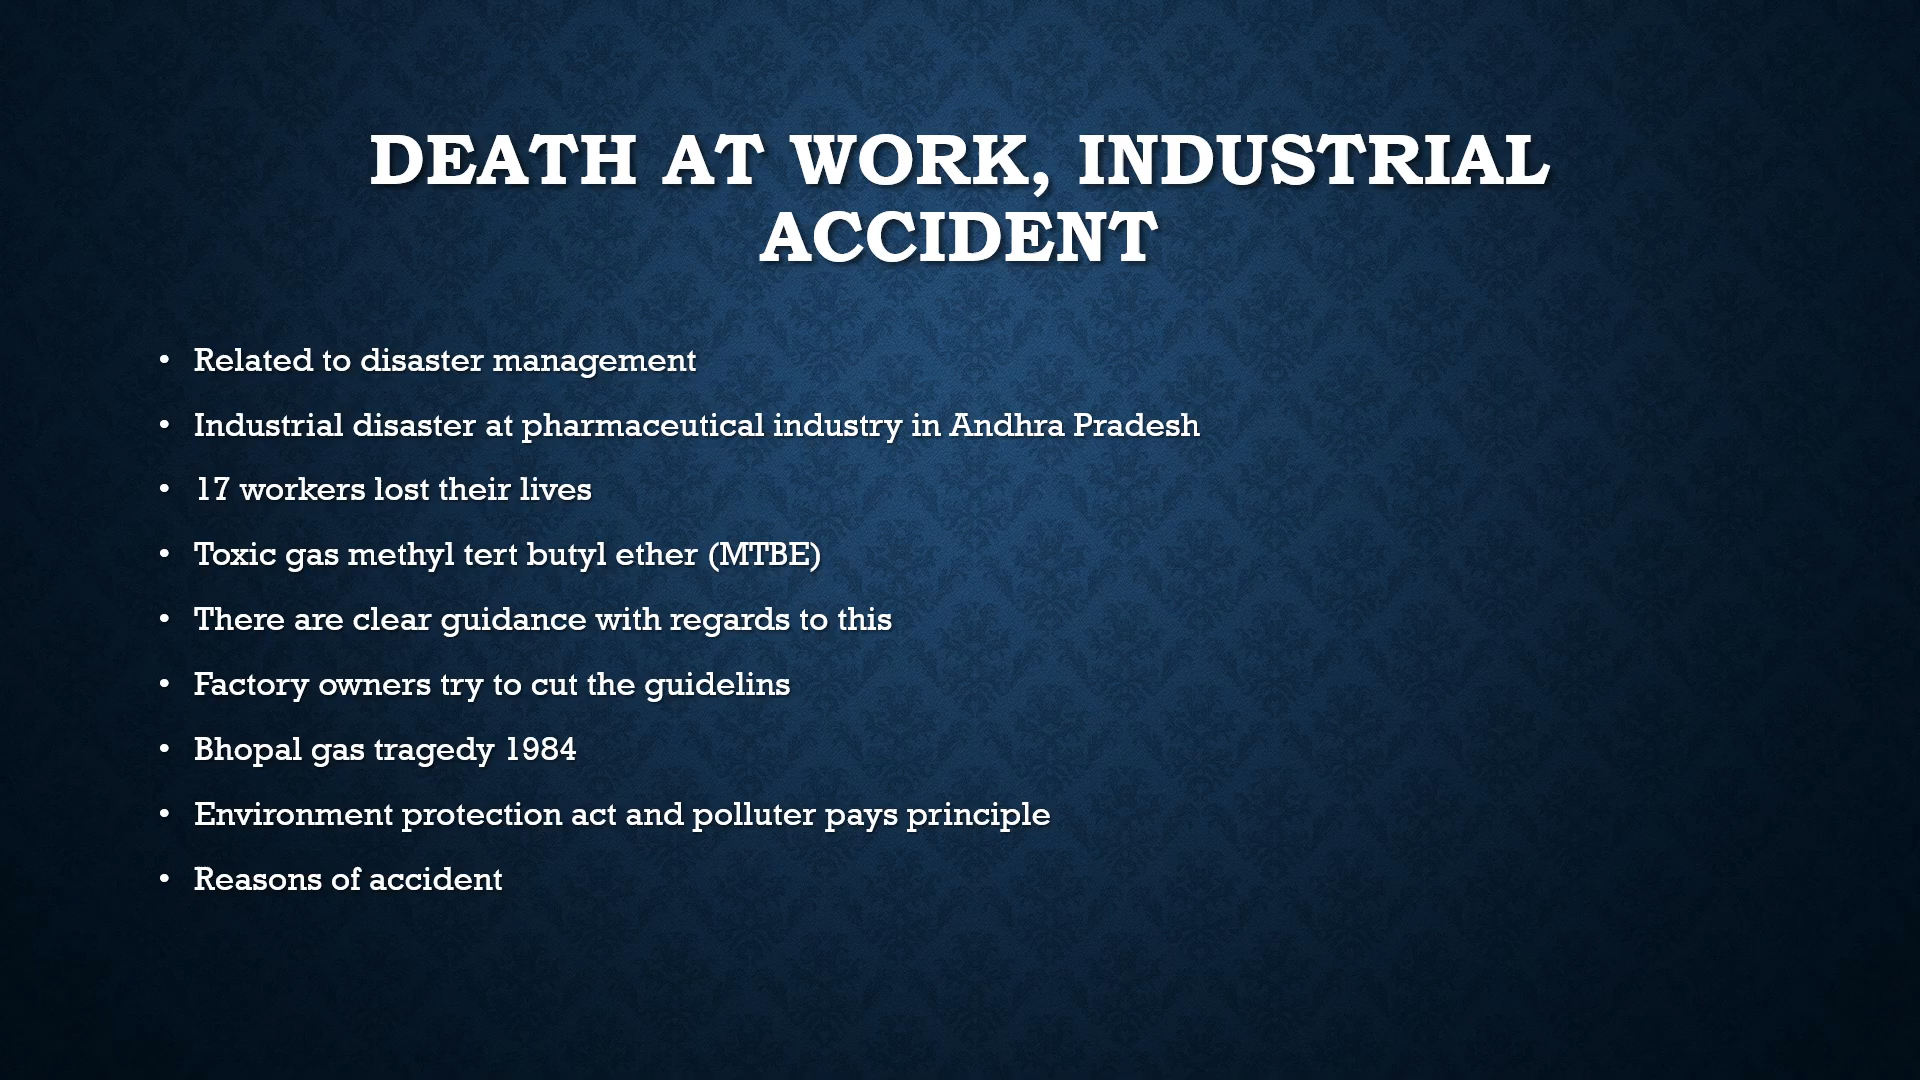 DEATH AT WORK, INDUSTRIAL
ACCIDENT
• Related to disaster management
• Industrial disaster at pharmaceutical industry in Andhra Pradesh
• 17 workers lost their lives
• Toxic gas methyl tert butyl ether (MTBE)
• There are clear guidance with regards to this
• Factory owners try to cut the guidelins
• Bhopal gas tragedy 1984
• Environment protection act and polluter pays principle
• Reasons of accident